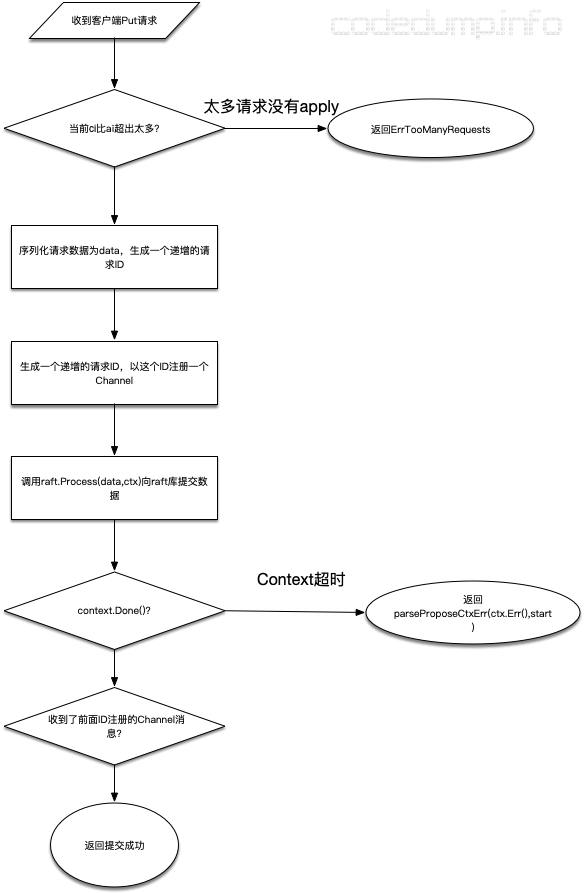 codedump.info
收到客户端Put请求
太多请求没有apply
当前ci比ai超出太多?
返回ErrTooManyRequests
序列化请求数据为data，生成一个递增的请
求ID
生成一个递增的请求ID，以这个ID注册一个
Channel
调用raft.Process(data,ctx)向raft库提交数
据
Context超时
context.Done()?
返回
parseProposeCtxErr(ctx.Err(),start
)
收到了前面ID注册的Channel消
息?
返回提交成功